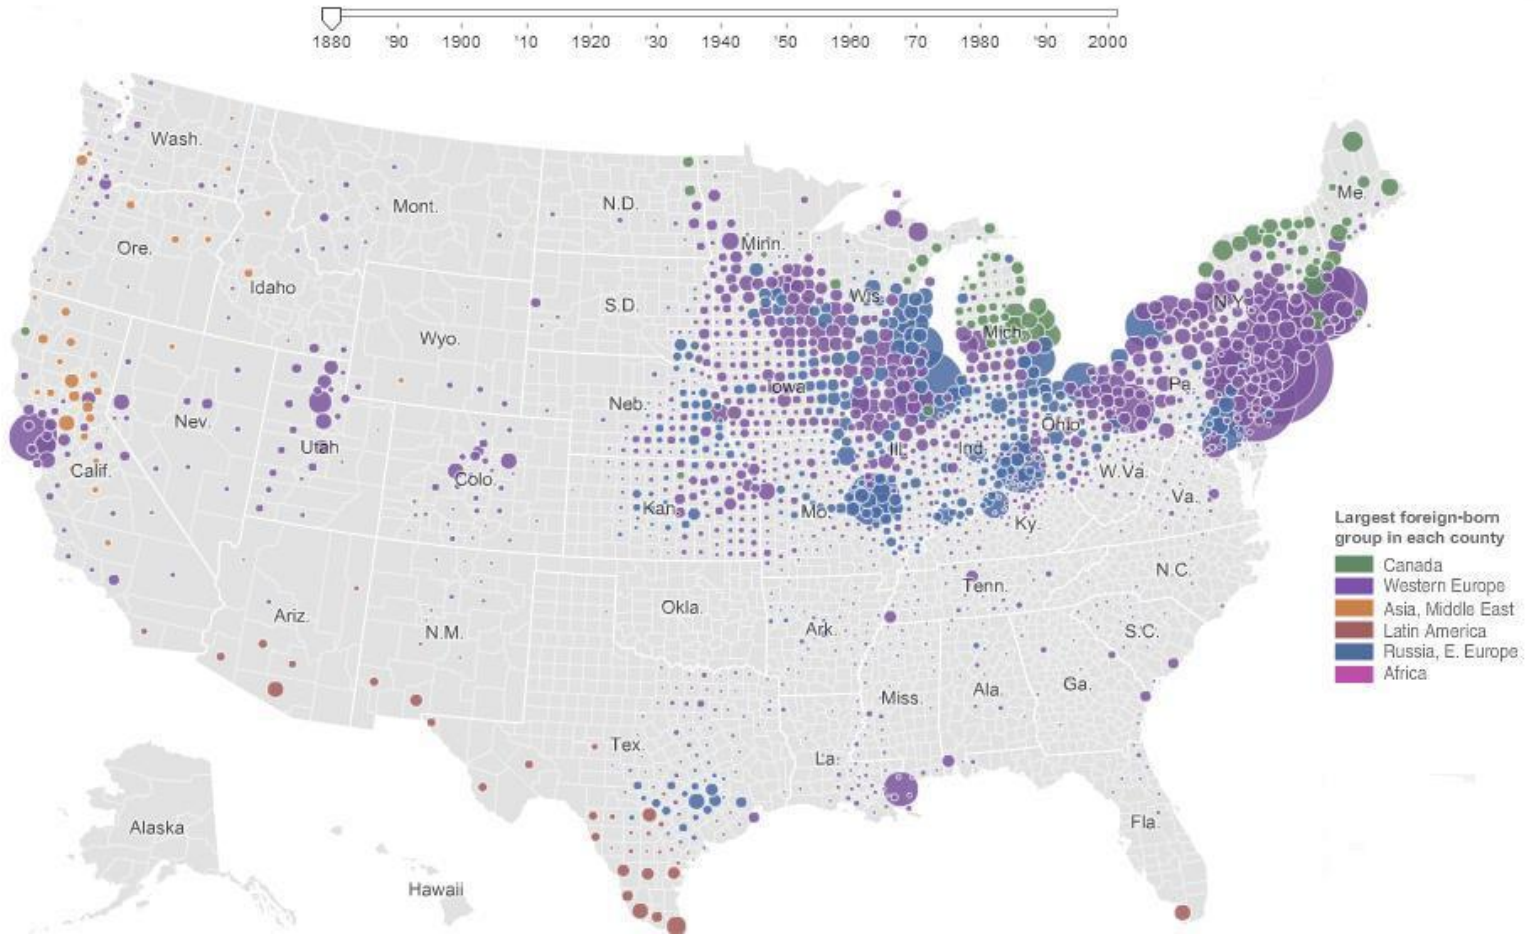 1880 '90 1900 '10 1920 '30 1940 '50 1960 '70 1980 '90 2000
Wash.
Mont.
N.D.
Minn.
Me.
Ore.
Idaho
S.D.
Wis.
Mich.
N.Y.
Wyo.
Iowa
Pa.
Neb.
Nev.
Utah
Ohio
Ill.
Ind.
Calif.
Colo.
W.Va.
Va.
Kan.
Mo.
Ky.
Largest foreign-born
group in each county
Canada
Western Europe
Asia, Middle East
Latin America
Russia, E. Europe
Africa
N.C.
Tenn.
Okla.
Ariz.
N.M.
Ark.
S.C.
Miss.
Ala.
Ga.
Tex.
La.
Fla.
Alaska
Hawaii